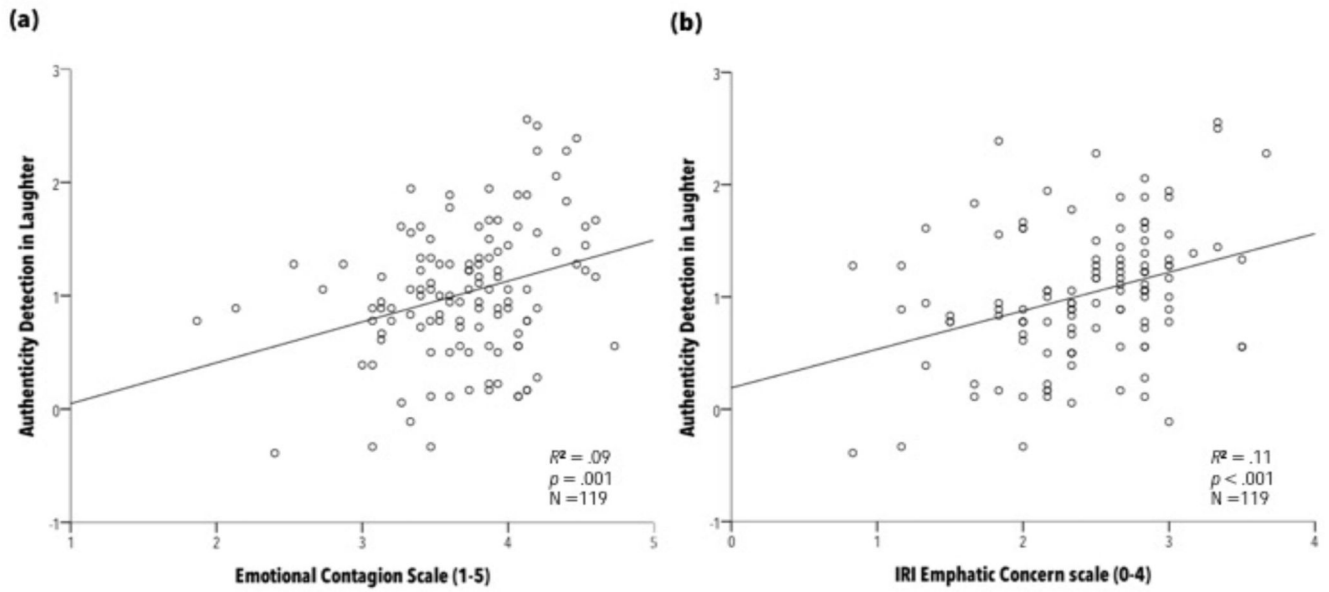 (a)
3
2
1
0
-1
1
2
3
4
5
Authenticity Detection in Laughter
R² = .09
p = .001
N =119
Emotional Contagion Scale (1-5)
(b)
3
2
1
0
-1
0
1
2
3
4
Authenticity Detection in Laughter
R² = .11
p < .001
N =119
IRI Emphatic Concern scale (0-4)